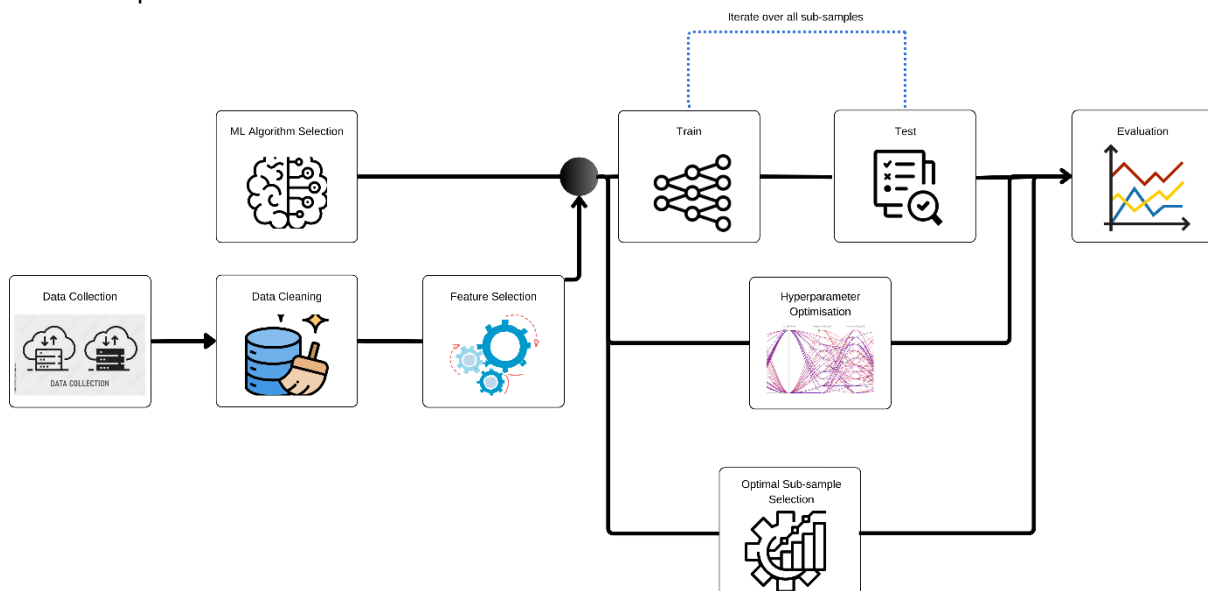 Iterate over all sub-samples
ML Algorithm Selection
Train
Test
Evaluation
Data Collection
Data Cleaning
Feature Selection
Hyperparameter
Optimisation
DATA COLLECTION
Optimal Sub-sample
Selection